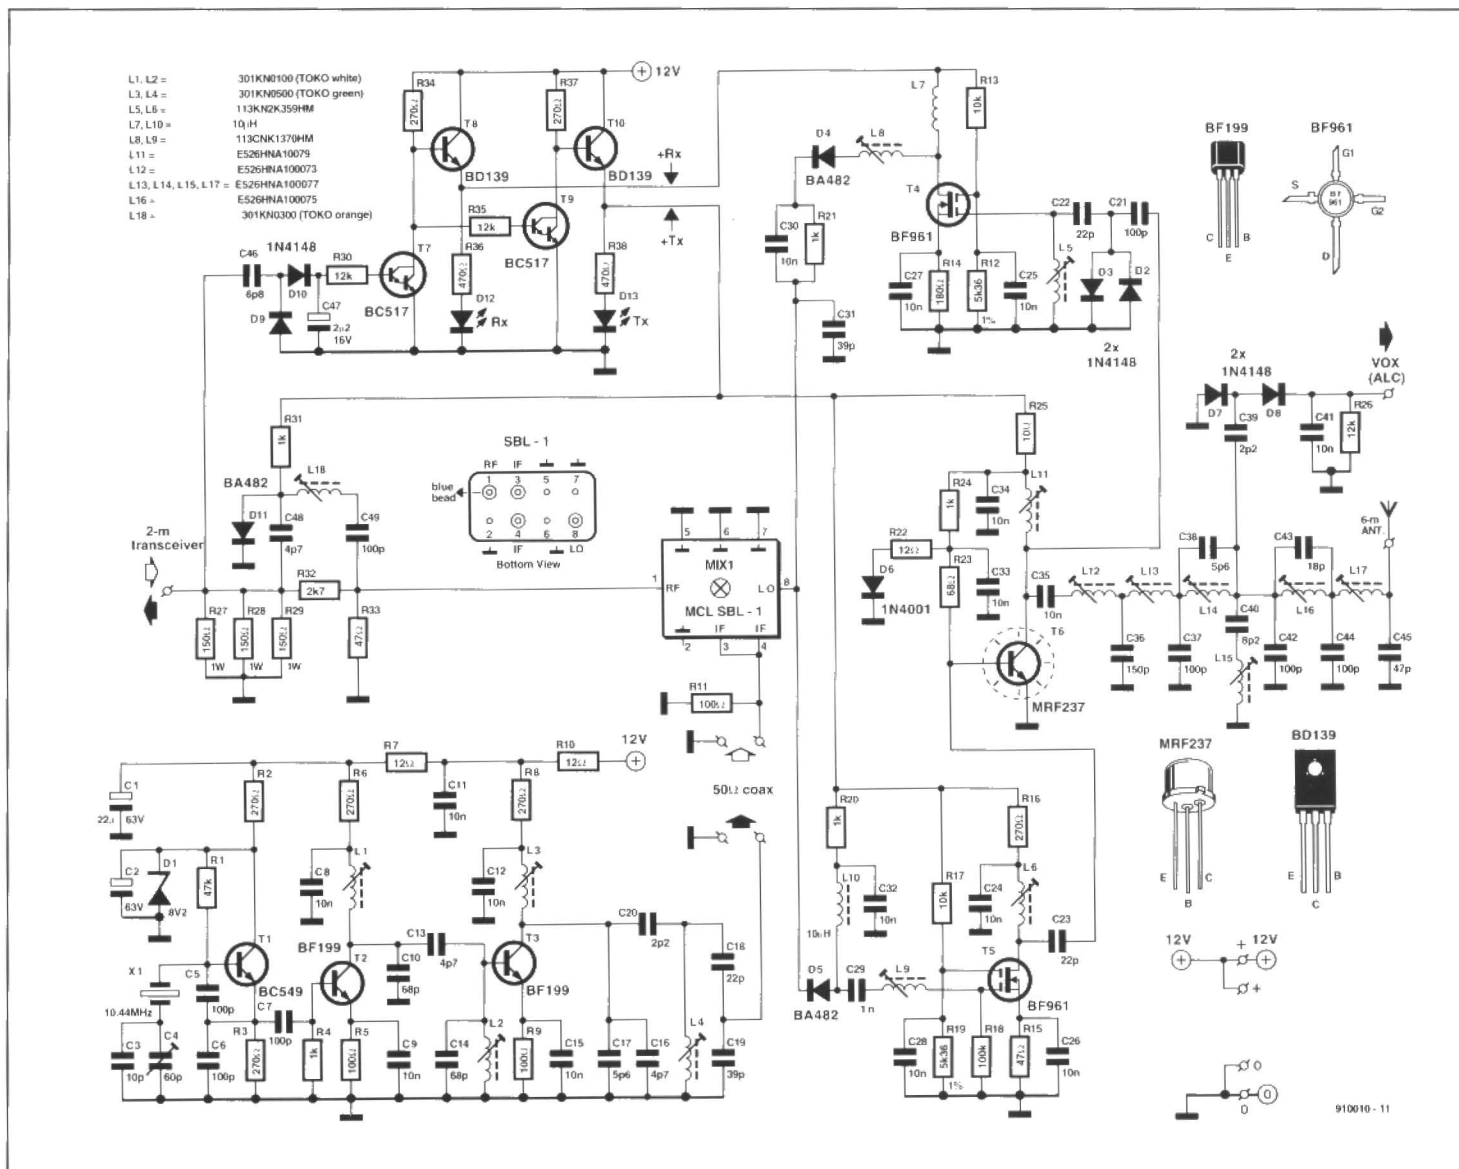 L1, L2 = 301KN0100 (TOKO white)
L3, L4 = 301KN0500 (TOKO green)
L5, L6 = 113KN2K359HM
L7, L10 = 10µH
L8, L9 = 113CNK1370HM
L11 = E526HNA10079
L12 = E526HNA100073
L13, L14, L15, L17 = E526HNA100077
L16 = E526HNA100075
L18 = 301KN0300 (TOKO orange)
R34
270Ω
T8
BD139
R37
270Ω
T10
BD139
12V
+Rx
+Tx
R35
12k
T9
BC517
R36
470Ω
D12
Rx
R38
470Ω
D13
Tx
1N4148
C46
6p8
D10
D9
R30
12k
C47
2µ2
16V
T7
BC517
L7
R13
10k
D4
BA482
L8
T4
BF961
C30
10n
R21
1k
C31
39p
C27
10n
R14
180Ω
R12
5k36
1%
C25
10n
C22
22p
C21
100p
L5
D3
D2
2x
1N4148
BF199
C
E
B
BF961
G1
S
BF
961
G2
D
R31
1k
L18
BA482
D11
C48
4p7
C49
100p
2-m
transceiver
R32
2k7
R27
150Ω
1W
R28
150Ω
1W
R29
150Ω
1W
R33
47Ω
SBL - 1
RF IF
1 3 5 7
blue
bead
2 4 6 8
IF LO
Bottom View
5 6 7
MIX1
1 RF
LO 8
MCL SBL - 1
IF IF
2 3 4
R11
100Ω
50Ω coax
R25
10Ω
R24
1k
C34
10n
L11
R22
12Ω
D6
1N4001
R23
68Ω
C33
10n
C35
10n
T6
MRF237
2x
1N4148
VOX
(ALC)
D7
D8
C39
2p2
C41
10n
R26
12k
6-m
ANT.
C38
5p6
C43
18p
L12
L13
L14
L16
L17
C36
150p
C37
100p
C40
8p2
L15
C42
100p
C44
100p
C45
47p
MRF237
E
B
C
BD139
E
C
B
R7
12Ω
R10
12Ω
12V
C1
63V
R2
270Ω
R6
270Ω
C11
10n
R8
270Ω
C2
63V
D1
8V2
R1
47k
C8
10n
L1
C12
10n
L3
T1
BC549
BF199
T2
C13
4p7
C10
68p
T3
BF199
C20
2p2
C18
22p
X1
10.44MHz
C5
100p
C7
100p
C3
10p
C4
60p
C6
100p
R3
270Ω
R4
1k
R5
100Ω
C9
10n
C14
68p
L2
R9
100Ω
C15
10n
C17
5p6
C16
4p7
L4
C19
39p
R20
1k
L10
10µH
C32
10n
R17
10k
R16
270Ω
C24
10n
L6
C23
22p
D5
BA482
C29
1n
L9
T5
BF961
C28
10n
R19
5k36
1%
R18
100k
R15
47Ω
C26
10n
12V
+ 12V
+
0
0
0
910010 - 11